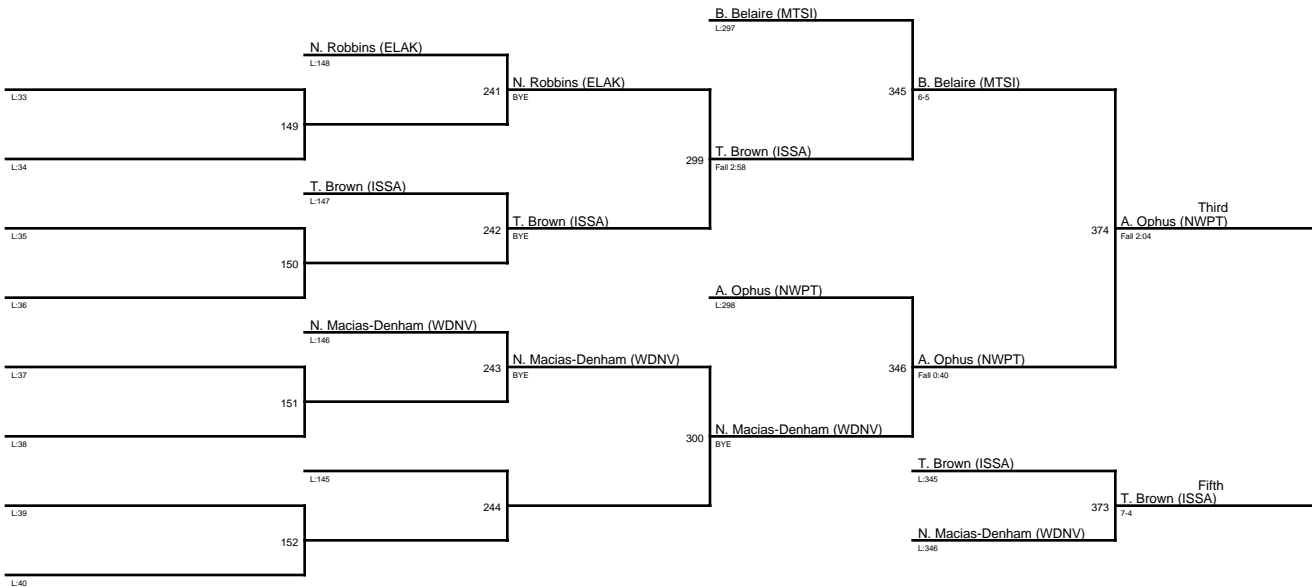 B. Belaire (MTSI)
L:297
N. Robbins (ELAK)
L:148
241
N. Robbins (ELAK)
BYE
345
B. Belaire (MTSI)
6-5
L:33
149
L:34
299
T. Brown (ISSA)
Fall 2:58
T. Brown (ISSA)
L:147
242
T. Brown (ISSA)
BYE
L:35
150
L:36
374
Third
A. Ophus (NWPT)
Fall 2:04
A. Ophus (NWPT)
L:298
N. Macias-Denham (WDNV)
L:146
243
N. Macias-Denham (WDNV)
BYE
346
A. Ophus (NWPT)
Fall 0:40
L:37
151
L:38
300
N. Macias-Denham (WDNV)
BYE
L:145
244
T. Brown (ISSA)
L:345
373
Fifth
T. Brown (ISSA)
7-4
L:39
152
L:40
N. Macias-Denham (WDNV)
L:346